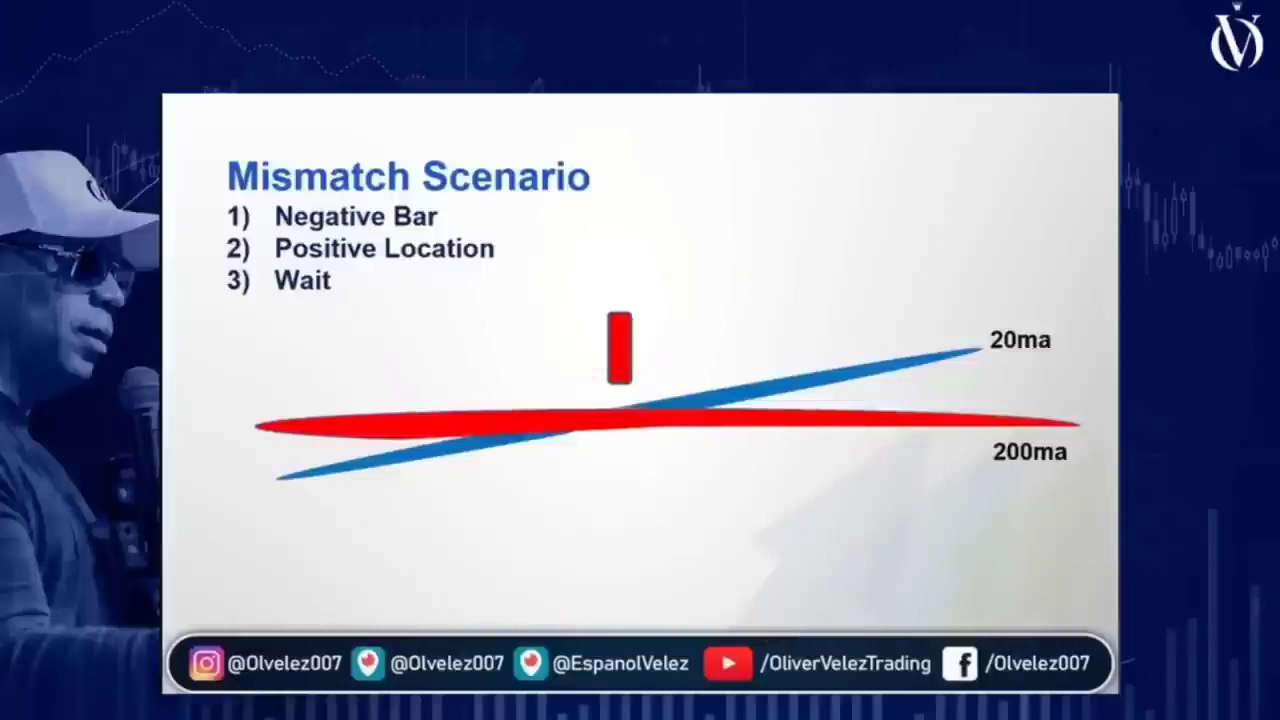 Mismatch Scenario
1) Negative Bar
2) Positive Location
3) Wait
20ma
200ma
@Olvelez007 @Olvelez007 @EspanolVelez /OliverVelezTrading /Olvelez007